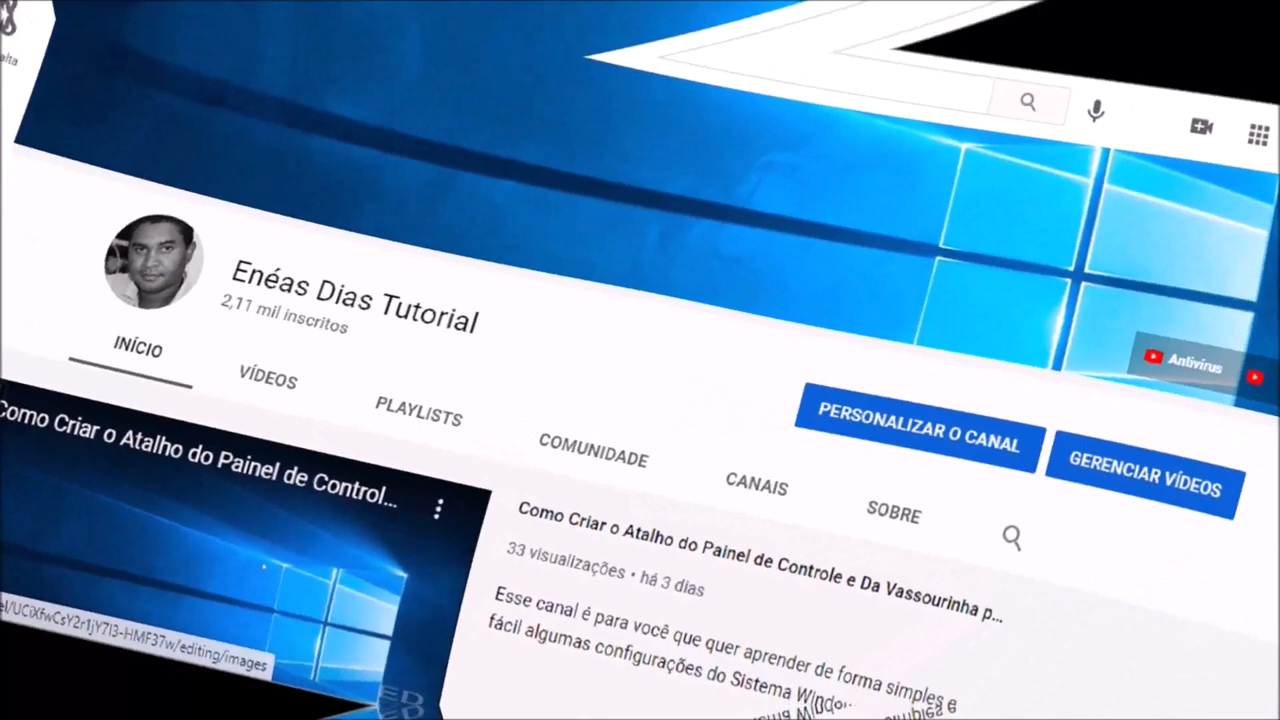 Antivírus
Enéas Dias Tutorial
2,11 mil inscritos
PERSONALIZAR O CANAL
GERENCIAR VÍDEOS
INÍCIO
VÍDEOS
PLAYLISTS
COMUNIDADE
CANAIS
SOBRE
Como Criar o Atalho do Painel de Control...
Como Criar o Atalho do Painel de Controle e Da Vassourinha p...
33 visualizações • há 3 dias
Esse canal é para você que quer aprender de forma simples e
fácil algumas configurações do Sistema
el/UCiXfwCsY2r1jY7I3-HMF37w/editing/images
ED